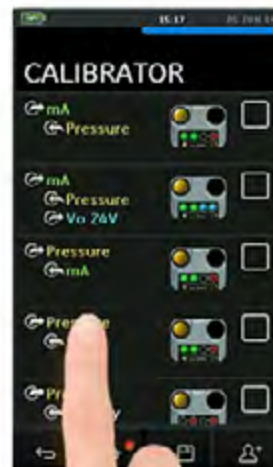 15:17
CALIBRATOR
mA
Pressure
mA
Pressure
Vo 24V
Pressure
mA